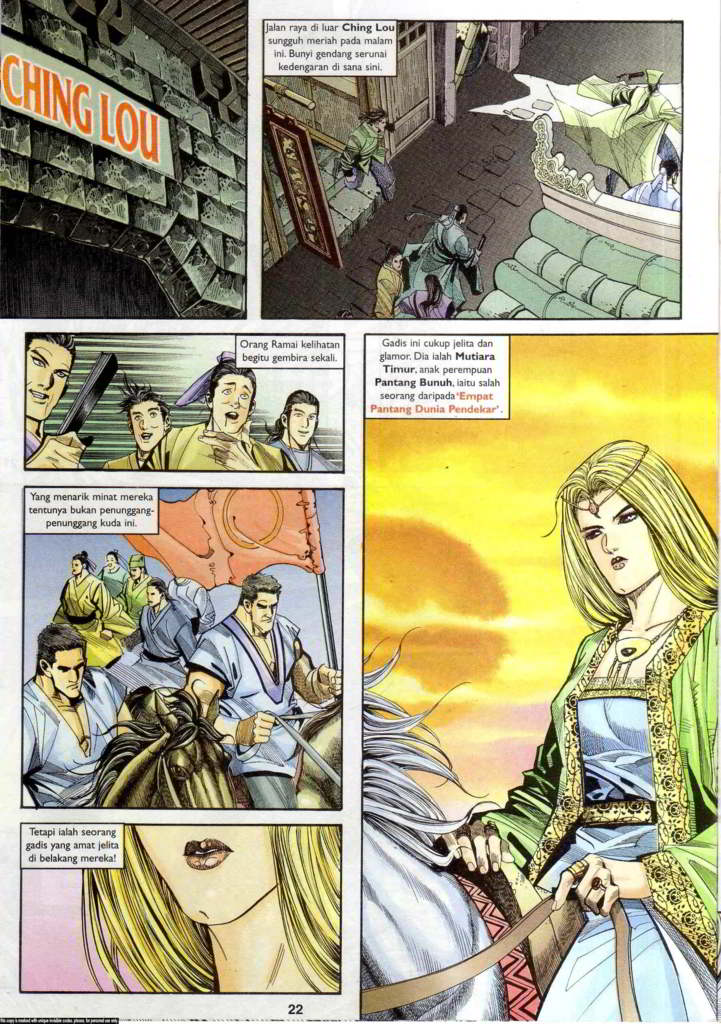 CHING LOU
Jalan raya di luar Ching Lou
sungguh meriah pada malam
ini. Bunyi gendang serunai
kedengaran di sana sini.
Orang Ramai kelihatan
begitu gembira sekali.
Yang menarik minat mereka
tentunya bukan penunggang-
penunggang kuda ini.
Tetapi ialah seorang
gadis yang amat jelita
di belakang mereka!
Gadis ini cukup jelita dan
glamor. Dia ialah Mutiara
Timur, anak perempuan
Pantang Bunuh, iaitu salah
seorang daripada 'Empat
Pantang Dunia Pendekar'.
22